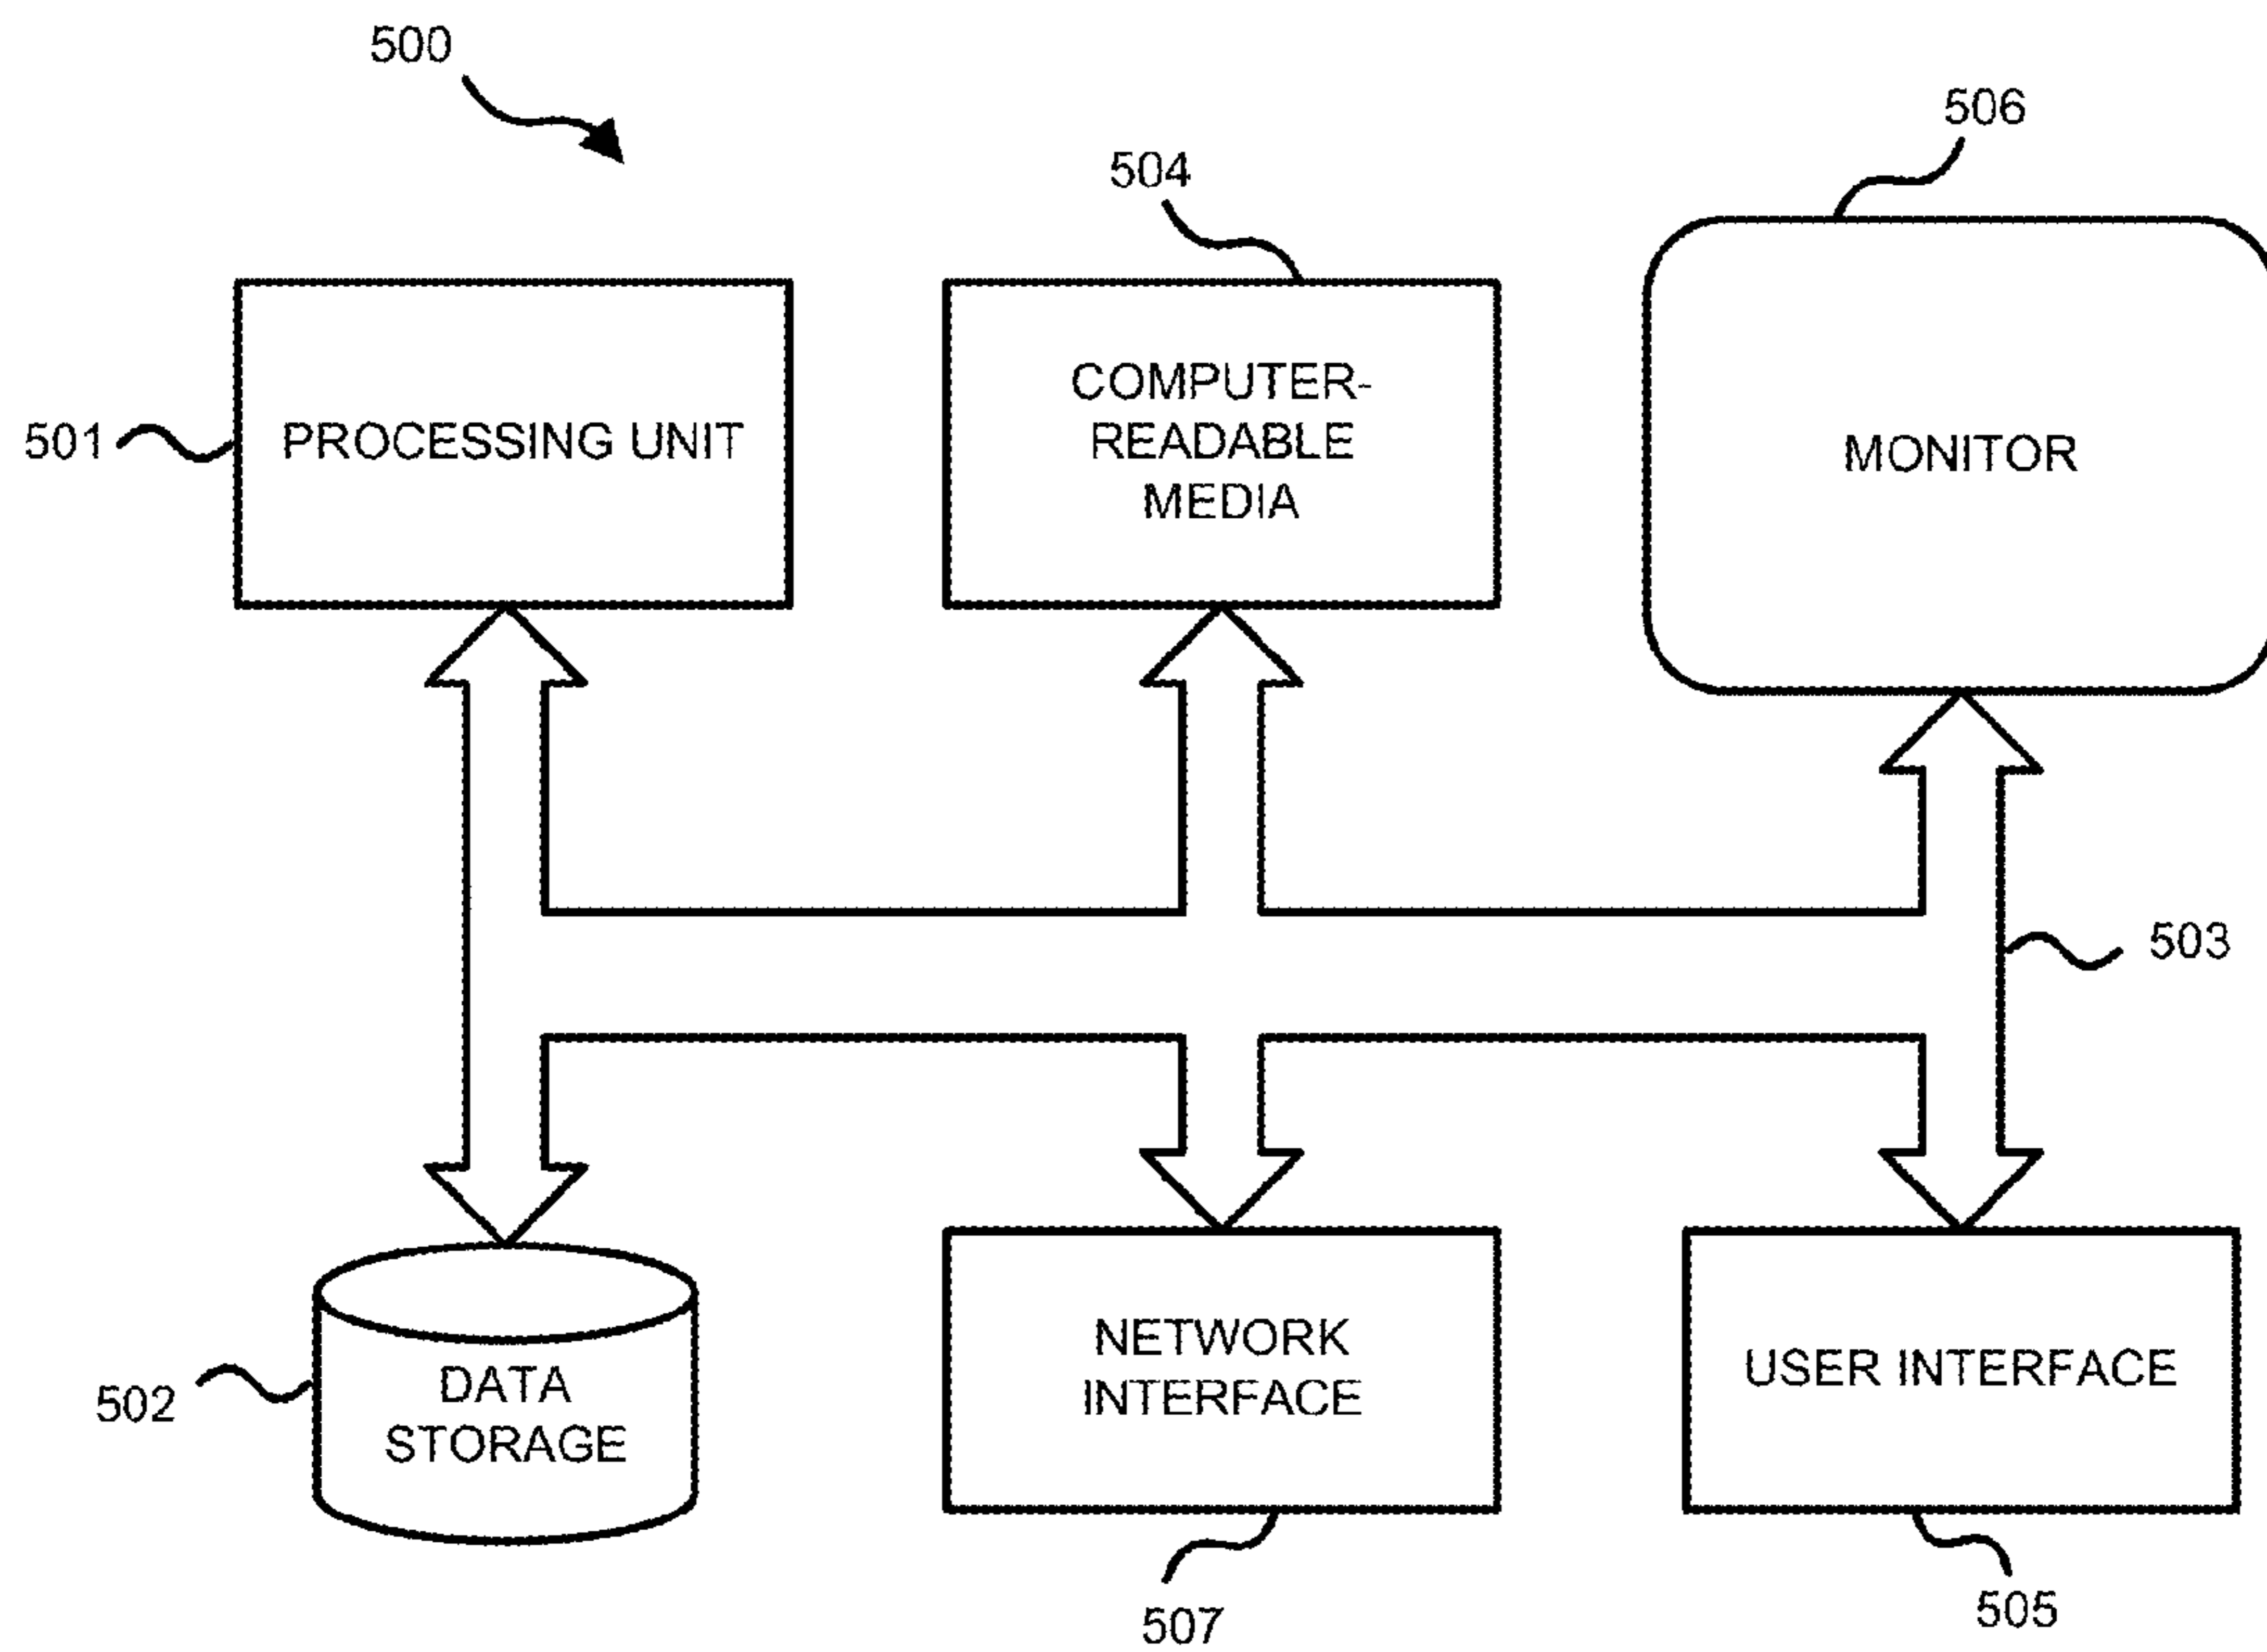 500
506
504
COMPUTER-
READABLE
MEDIA
501
PROCESSING UNIT
MONITOR
503
NETWORK
INTERFACE
USER INTERFACE
502
DATA
STORAGE
507
505